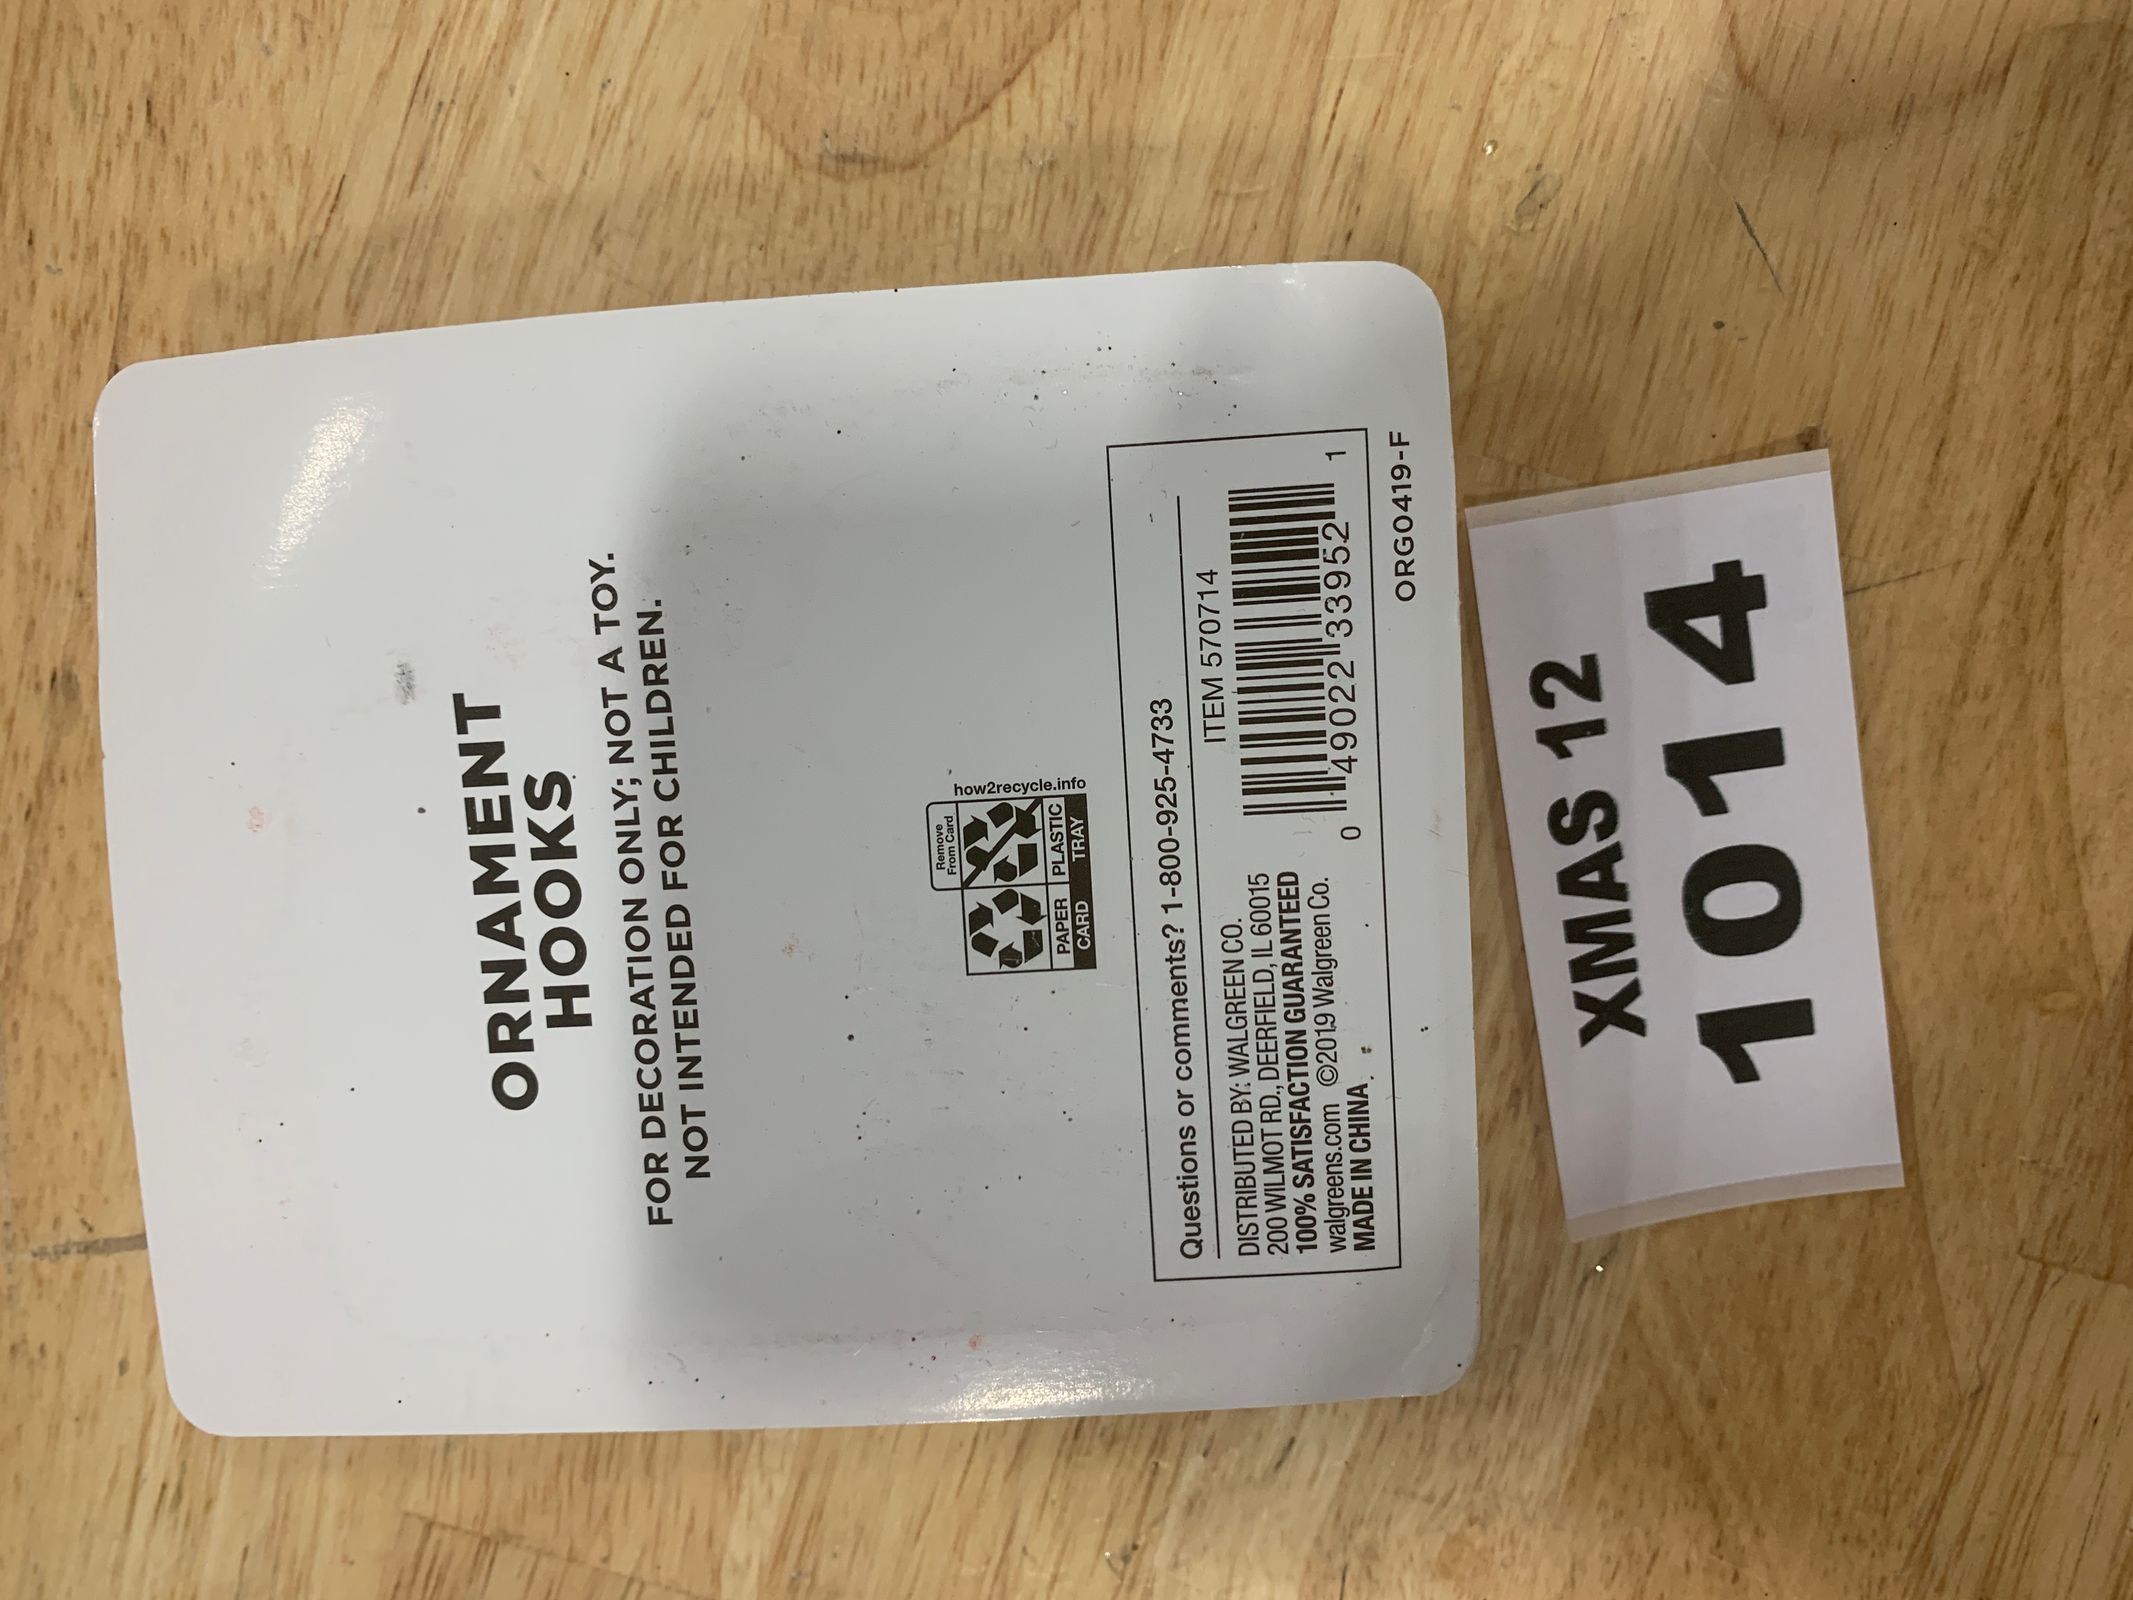 ORNAMENT
HOOKS
FOR DECORATION ONLY; NOT A TOY.
NOT INTENDED FOR CHILDREN.
Remove
From Card
PAPER
CARD
PLASTIC
TRAY
how2recycle.info
Questions or comments? 1-800-925-4733
DISTRIBUTED BY: WALGREEN CO.
200 WILMOT RD., DEERFIELD, IL 60015
100% SATISFACTION GUARANTEED
walgreens.com ©2019 Walgreen Co.
MADE IN CHINA
ITEM 570714
0 49022 33952 1
ORG0419-F
XMAS 12
1014